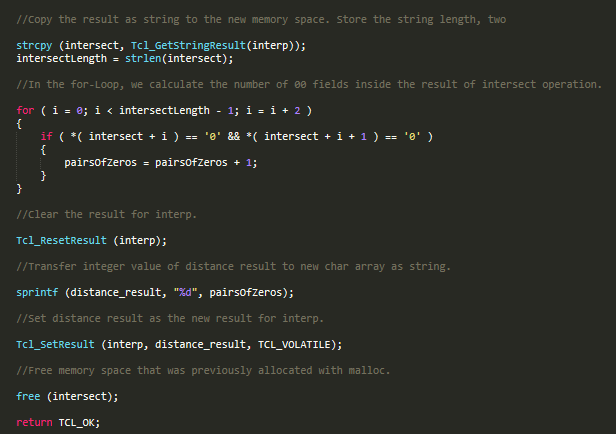 //Copy the result as string to the new memory space. Store the string length, two
strcpy (intersect, Tcl_GetStringResult(interp));
intersectLength = strlen(intersect);
//In the for-Loop, we calculate the number of 00 fields inside the result of intersect operation.
for ( i = 0; i < intersectLength - 1; i = i + 2 )
{
if ( *( intersect + i ) == '0' && *( intersect + i + 1 ) == '0' )
{
pairsOfZeros = pairsOfZeros + 1;
}
}
//Clear the result for interp.
Tcl_ResetResult (interp);
//Transfer integer value of distance result to new char array as string.
sprintf (distance_result, "%d", pairsOfZeros);
//Set distance result as the new result for interp.
Tcl_SetResult (interp, distance_result, TCL_VOLATILE);
//Free memory space that was previously allocated with malloc.
free (intersect);
return TCL_OK;